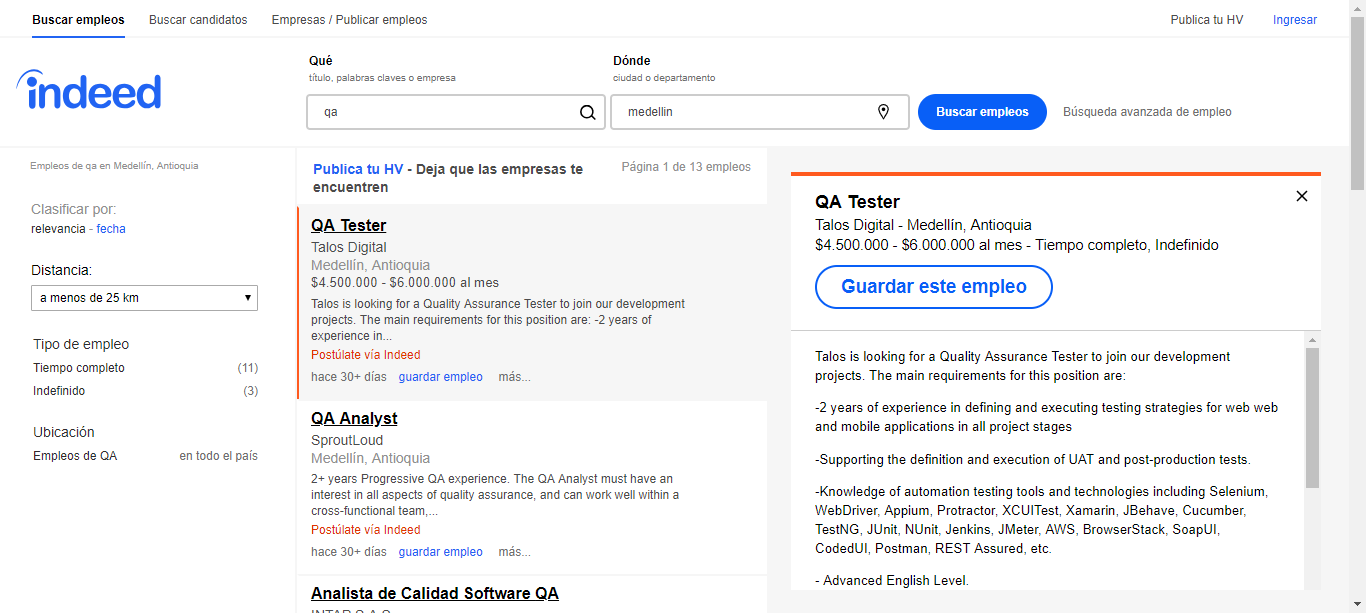 Buscar empleos
Buscar candidatos
Empresas / Publicar empleos
Publica tu HV
Ingresar
indeed
Qué
título, palabras claves o empresa
qa
Dónde
ciudad o departamento
medellin
Buscar empleos
Búsqueda avanzada de empleo
Empleos de qa en Medellín, Antioquia
Clasificar por:
relevancia - fecha
Distancia:
a menos de 25 km
Tipo de empleo
Tiempo completo (11)
Indefinido (3)
Ubicación
Empleos de QA en todo el país
Publica tu HV - Deja que las empresas te
encuentren
Página 1 de 13 empleos
QA Tester
Talos Digital
Medellín, Antioquia
$4.500.000 - $6.000.000 al mes
Talos is looking for a Quality Assurance Tester to join our development
projects. The main requirements for this position are: -2 years of
experience in...
Postúlate vía Indeed
hace 30+ días guardar empleo más...
QA Analyst
SproutLoud
Medellín, Antioquia
2+ years Progressive QA experience. The QA Analyst must have an
interest in all aspects of quality assurance, and can work well within a
cross-functional team,...
Postúlate vía Indeed
hace 30+ días guardar empleo más...
Analista de Calidad Software QA
INTAR S.A.S
QA Tester
Talos Digital - Medellín, Antioquia
$4.500.000 - $6.000.000 al mes - Tiempo completo, Indefinido
Guardar este empleo
Talos is looking for a Quality Assurance Tester to join our development
projects. The main requirements for this position are:
-2 years of experience in defining and executing testing strategies for web web
and mobile applications in all project stages
-Supporting the definition and execution of UAT and post-production tests.
-Knowledge of automation testing tools and technologies including Selenium,
WebDriver, Appium, Protractor, XCUITest, Xamarin, JBehave, Cucumber,
TestNG, JUnit, NUnit, Jenkins, JMeter, AWS, BrowserStack, SoapUI,
CodedUI, Postman, REST Assured, etc.
- Advanced English Level.